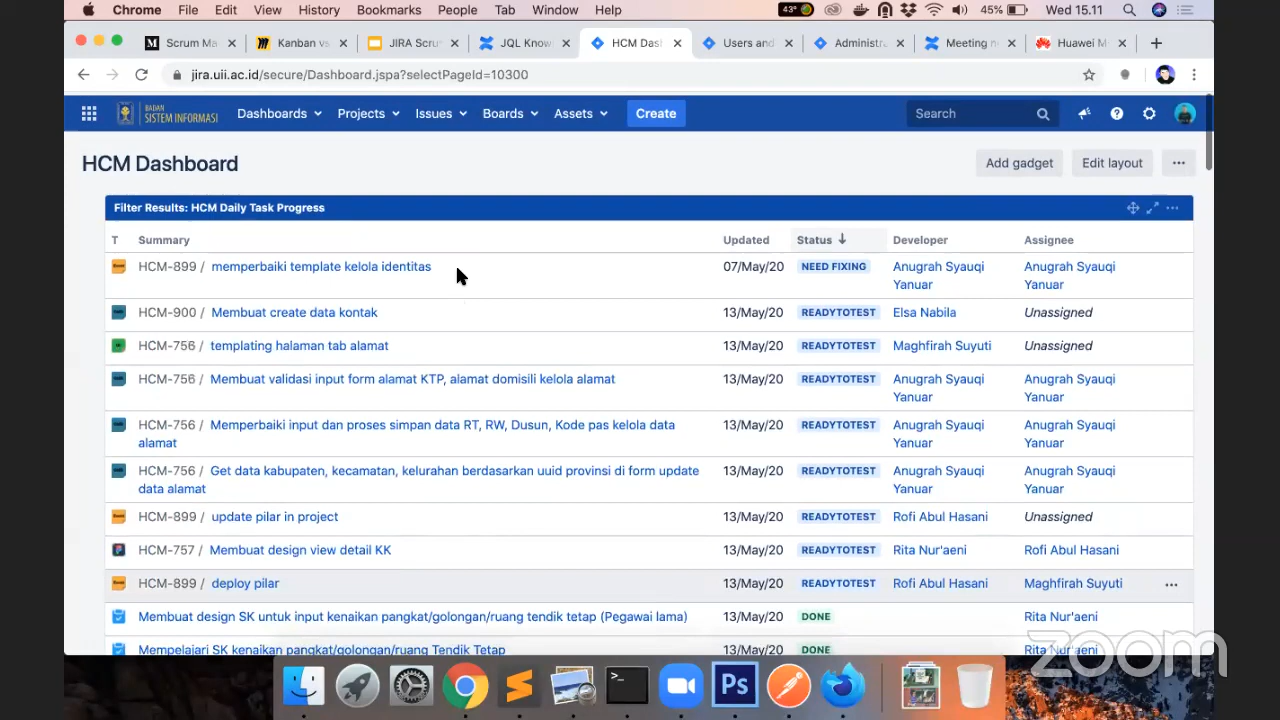 Chrome File Edit View History Bookmarks People Tab Window Help 43° 45% Wed 15.11
Scrum Ma Kanban vs. JIRA Scru JQL Know HCM Das Users and Administra Meeting n Huawei M
jira.uii.ac.id/secure/Dashboard.jspa?selectPageId=10300
BADAN
SISTEM INFORMASI
Dashboards Projects Issues Boards Assets Create Search
HCM Dashboard
Add gadget Edit layout
Filter Results: HCM Daily Task Progress
T Summary Updated Status Developer Assignee
HCM-899 / memperbaiki template kelola identitas 07/May/20 NEED FIXING Anugrah Syauqi Anugrah Syauqi
Yanuar Yanuar
HCM-900 / Membuat create data kontak 13/May/20 READYTOTEST Elsa Nabila Unassigned
HCM-756 / templating halaman tab alamat 13/May/20 READYTOTEST Maghfirah Suyuti Unassigned
HCM-756 / Membuat validasi input form alamat KTP, alamat domisili kelola alamat 13/May/20 READYTOTEST Anugrah Syauqi Anugrah Syauqi
Yanuar Yanuar
HCM-756 / Memperbaiki input dan proses simpan data RT, RW, Dusun, Kode pas kelola data 13/May/20 READYTOTEST Anugrah Syauqi Anugrah Syauqi
alamat Yanuar Yanuar
HCM-756 / Get data kabupaten, kecamatan, kelurahan berdasarkan uuid provinsi di form update 13/May/20 READYTOTEST Anugrah Syauqi Anugrah Syauqi
data alamat Yanuar Yanuar
HCM-899 / update pilar in project 13/May/20 READYTOTEST Rofi Abul Hasani Unassigned
HCM-757 / Membuat design view detail KK 13/May/20 READYTOTEST Rita Nur'aeni Rofi Abul Hasani
HCM-899 / deploy pilar 13/May/20 READYTOTEST Rofi Abul Hasani Maghfirah Suyuti
Membuat design SK untuk input kenaikan pangkat/golongan/ruang tendik tetap (Pegawai lama) 13/May/20 DONE Rita Nur'aeni
Mempelajari SK kenaikan pangkat/golongan/ruang Tendik Tetap 13/May/20 DONE Rita Nur'aeni
zoom
Ps